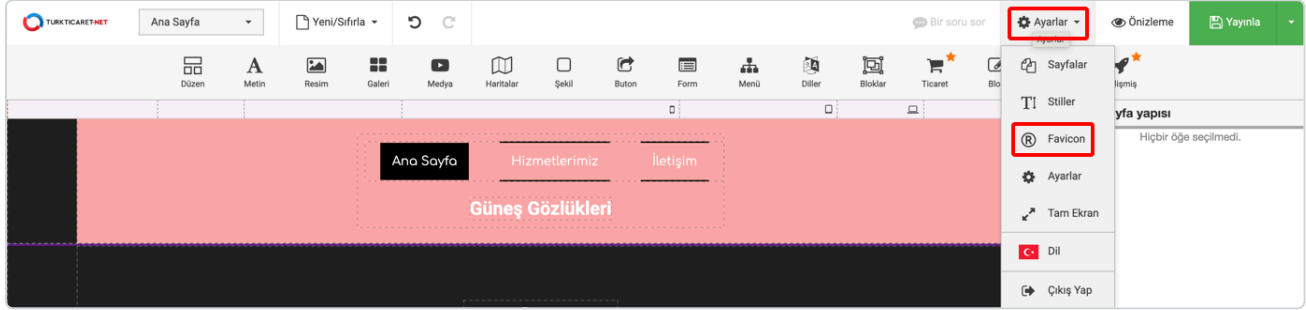 TURKTICARET·NET
Ana Sayfa
Yeni/Sıfırla
Bir soru sor
Ayarlar
Önizleme
Yayınla
Ayarlar
Düzen
Metin
Resim
Galeri
Medya
Haritalar
Şekil
Buton
Form
Menü
Diller
Bloklar
Ticaret
Sayfalar
Stiller
Favicon
Ayarlar
Tam Ekran
Dil
Çıkış Yap
yfa yapısı
Hiçbir öğe seçilmedi.
Ana Sayfa
Hizmetlerimiz
İletişim
Güneş Gözlükleri